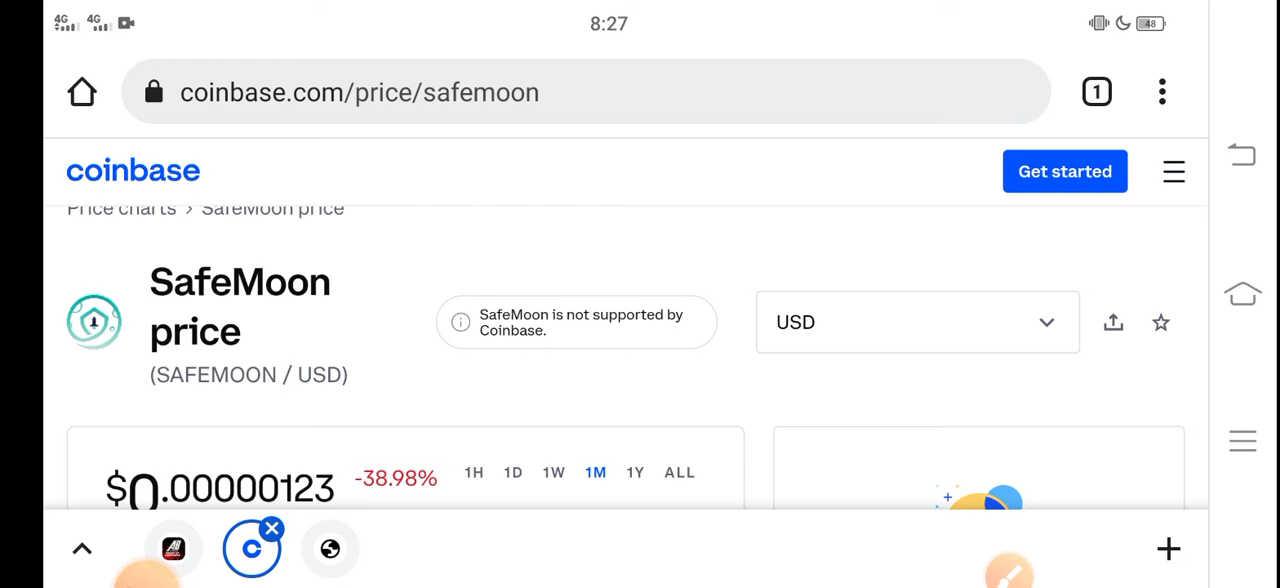 4G 4G 8:27 48
coinbase.com/price/safemoon 1
coinbase Get started
Price charts > SafeMoon price
SafeMoon
price
SafeMoon is not supported by
Coinbase.
USD
(SAFEMOON / USD)
$0.00000123 -38.98% 1H 1D 1W 1M 1Y ALL